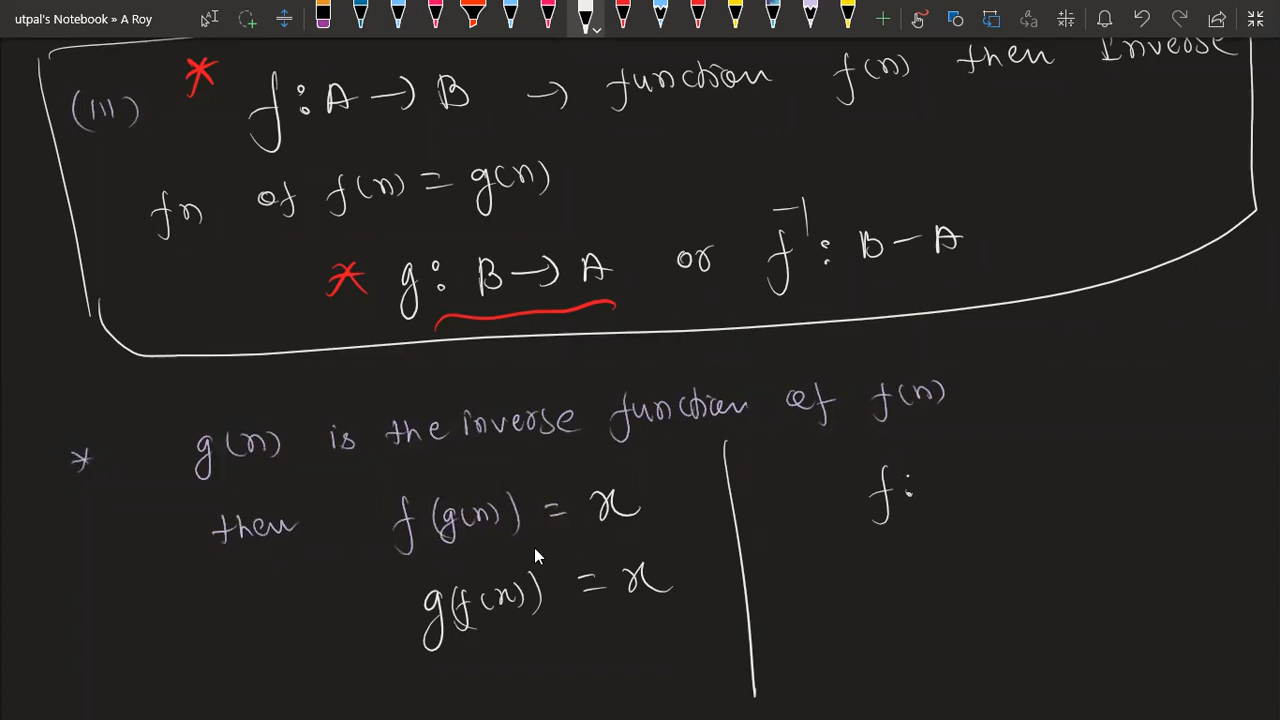 utpal's Notebook » A Roy
(III) * f : A → B → function f(n) then Inverse
fn of f(n) = g(n)
* g : B → A or f⁻¹ : B – A
* g(n) is the inverse function of f(n)
then f(g(n)) = x
g(f(n)) = x
f :